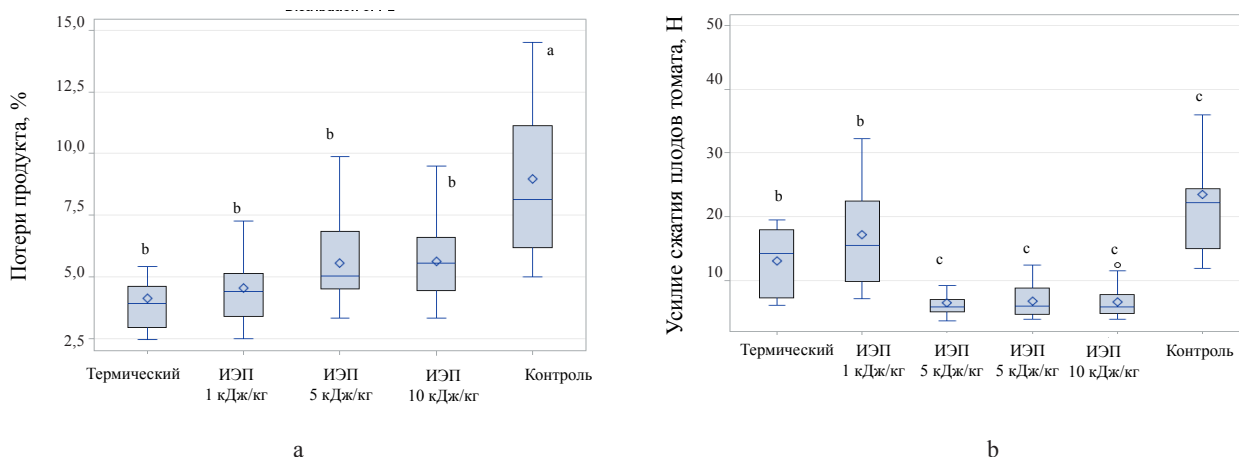 Потери продукта, %
15,0
12,5
10,0
7,5
5,0
2,5
b
b
b
b
a
Термический
ИЭП
1 кДж/кг
ИЭП
5 кДж/кг
ИЭП
10 кДж/кг
Контроль
a
Усилие сжатия плодов томата, Н
50
40
30
20
10
b
b
c
c
c
c
Термический
ИЭП
1 кДж/кг
ИЭП
5 кДж/кг
ИЭП
5 кДж/кг
ИЭП
10 кДж/кг
Контроль
b